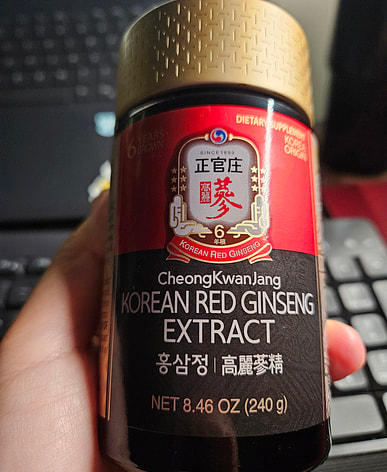 6 YEARS
GROWN
DIETARY SUPPLEMENT
KOREA
ORIGIN
SINCE 1899
正官庄
高麗
蔘
6
年根
KOREAN RED GINSENG
CheongKwanJang
KOREAN RED GINSENG
EXTRACT
홍삼정 | 高麗蔘精
NET 8.46 OZ (240 g)